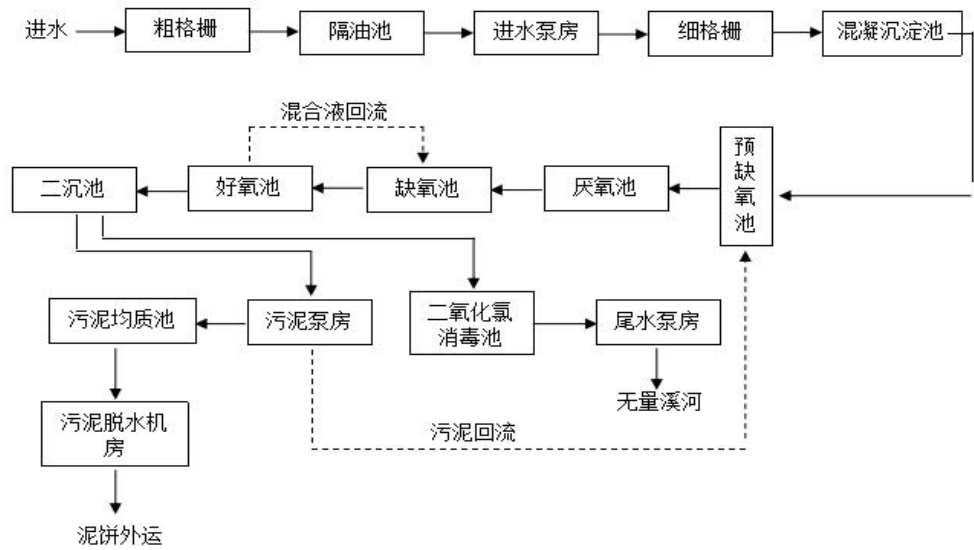 进水
粗格栅
隔油池
进水泵房
细格栅
混凝沉淀池
混合液回流
二沉池
好氧池
缺氧池
厌氧池
预
缺
氧
池
污泥均质池
污泥泵房
二氧化氯
消毒池
尾水泵房
无量溪河
污泥脱水机
房
污泥回流
泥饼外运